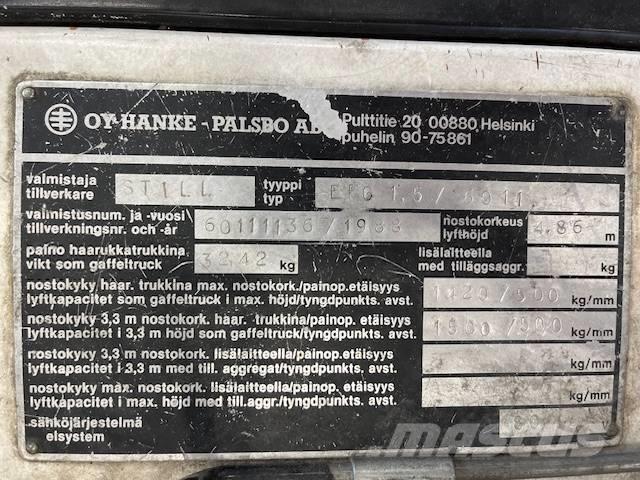 OY HANKE - PALSBO AB Pulttitie 20 00880 Helsinki
puhelin 90-75861
valmistaja
tillverkare STILL tyyppi
typ EFG 1,5 / 6011
valmistusnum. ja -vuosi
tillverkningsnr. och -år 60111136 / 1988 nostokorkeus
lyfthöjd 4,86 m
paino haarukkatrukkina
vikt som gaffeltruck 3242 kg lisälaitteella
med tilläggsaggr. kg
nostokyky haar. trukkina max. nostokork./painop.etäisyys
lyftkapacitet som gaffeltruck i max. höjd/tyngdpunkts. avst. 1420/500 kg/mm
nostokyky 3,3 m nostokork. haar. trukkina/painop. etäisyys
lyftkapacitet i 3,3 m höjd som gaffeltruck/tyngdpunkts. avst. 1500/500 kg/mm
nostokyky 3,3 m nostokork. lisälaitteella/painop.etäisyys
lyftkapacitet i 3,3 m med till. aggregat/tyngdpunkts. avst. kg/mm
nostokyky max. nostokork. lisälaitteella/painop. etäisyys
lyftkapacitet i max. höjd med till.aggr./tyngdpunkts. avst. kg/mm
sähköjärjestelmä
elsystem V
mascus